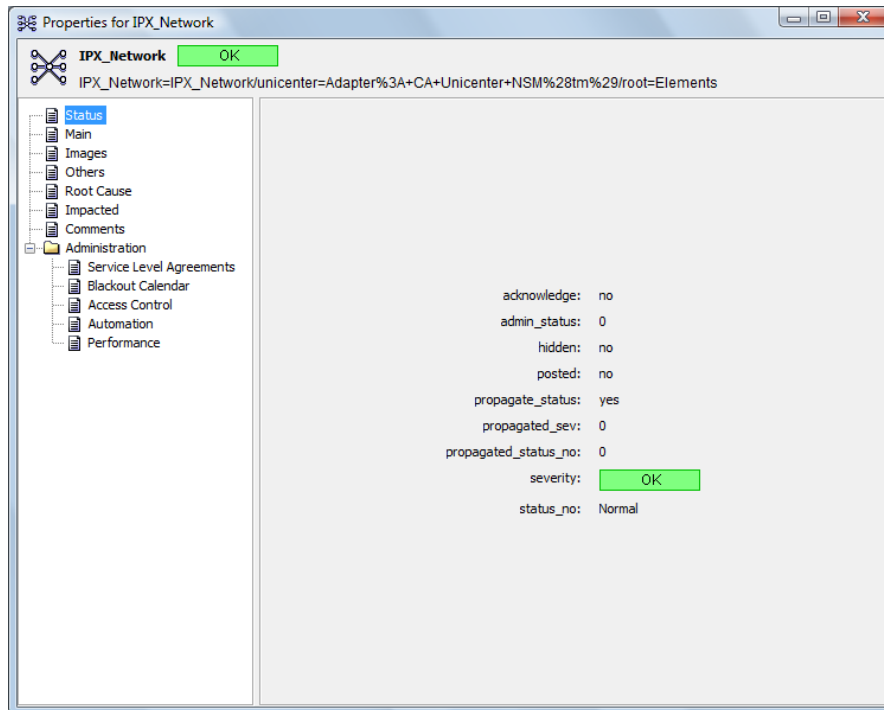 Properties for IPX_Network
IPX_Network OK
IPX_Network=IPX_Network/unicenter=Adapter%3A+CA+Unicenter+NSM%28tm%29/root=Elements
Status
Main
Images
Others
Root Cause
Impacted
Comments
Administration
Service Level Agreements
Blackout Calendar
Access Control
Automation
Performance
acknowledge: no
admin_status: 0
hidden: no
posted: no
propagate_status: yes
propagated_sev: 0
propagated_status_no: 0
severity: OK
status_no: Normal